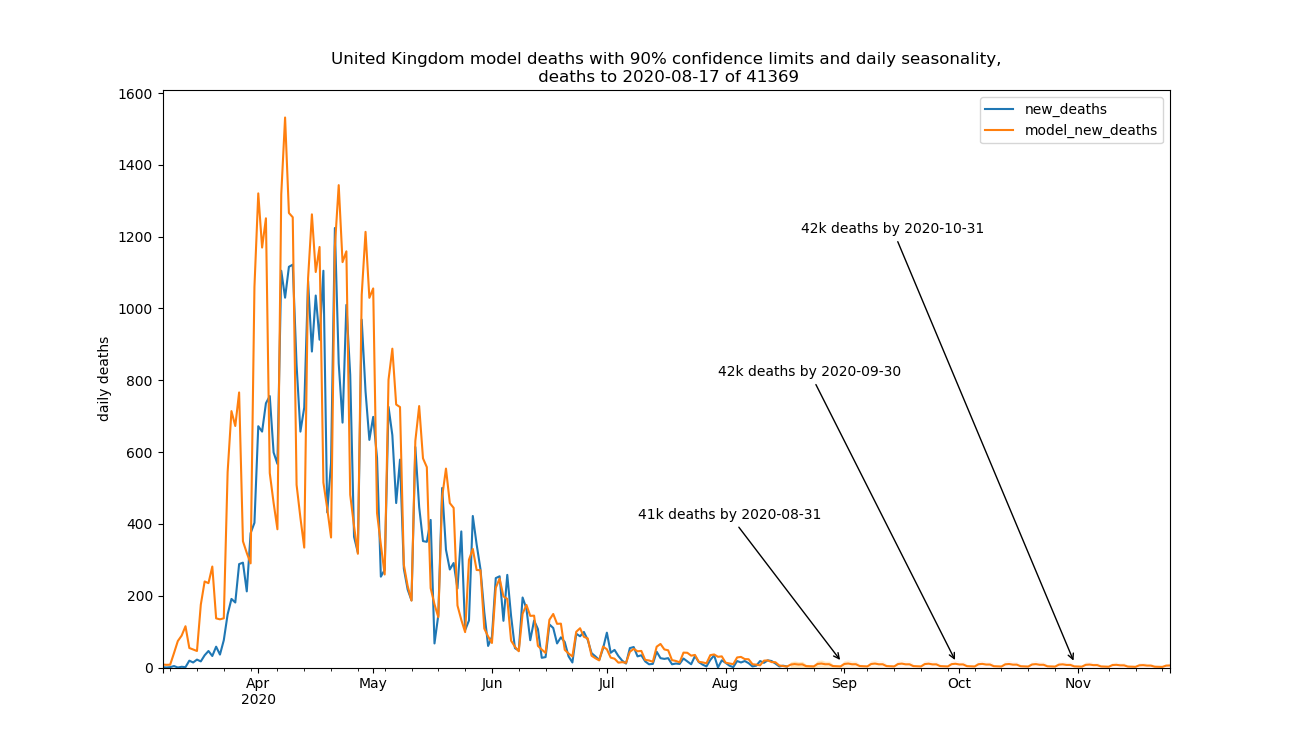 United Kingdom model deaths with 90% confidence limits and daily seasonality,
deaths to 2020-08-17 of 41369
1600
new_deaths
model_new_deaths
1400
42k deaths by 2020-10-31
1200
1000
daily deaths
42k deaths by 2020-09-30
800
600
41k deaths by 2020-08-31
400
200
0
Apr May Jun Jul Aug Sep Oct Nov
2020